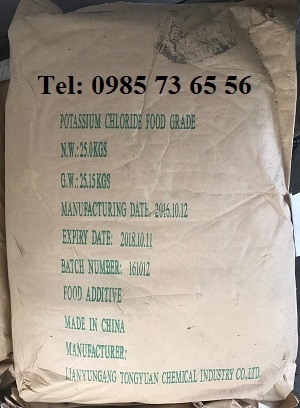 Tel: 0985 73 65 56
POTASSIUM CHLORIDE FOOD GRADE
N.W.: 25.0KGS
G.W.: 25.15KGS
MANUFACTURING DATE: 2016.10.12
EXPIRY DATE: 2018.10.11
BATCH NUMBER: 161012
FOOD ADDITIVE
MADE IN CHINA
MANUFACTURER:
LIANYUNGANG TONGYUAN CHEMICAL INDUSTRY CO.,LTD.